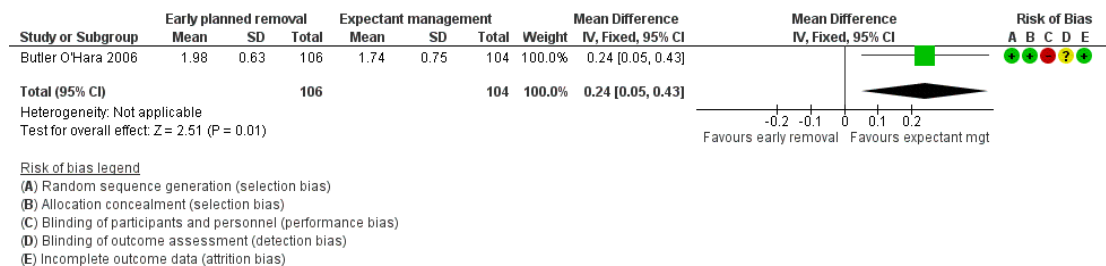 Early planned removal Expectant management Mean Difference Mean Difference Risk of Bias
Study or Subgroup Mean SD Total Mean SD Total Weight IV, Fixed, 95% CI IV, Fixed, 95% CI A B C D E
Butler O'Hara 2006 1.98 0.63 106 1.74 0.75 104 100.0% 0.24 [0.05, 0.43] + + - ? +
Total (95% CI) 106 104 100.0% 0.24 [0.05, 0.43]
Heterogeneity: Not applicable
Test for overall effect: Z = 2.51 (P = 0.01)
-0.2 -0.1 0 0.1 0.2
Favours early removal Favours expectant mgt
Risk of bias legend
(A) Random sequence generation (selection bias)
(B) Allocation concealment (selection bias)
(C) Blinding of participants and personnel (performance bias)
(D) Blinding of outcome assessment (detection bias)
(E) Incomplete outcome data (attrition bias)